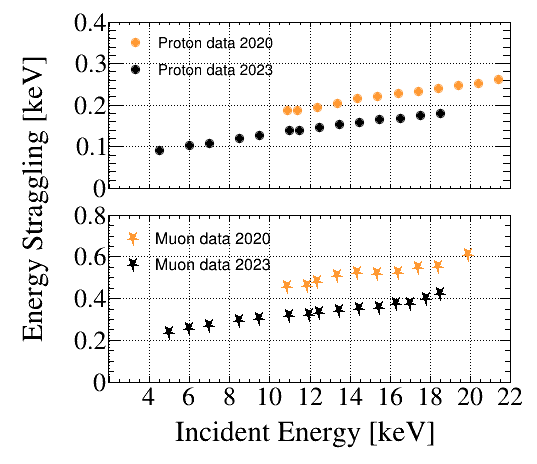 0.4
Proton data 2020
0.3
Proton data 2023
0.2
0.1
0
Energy Straggling [keV]
0.8
Muon data 2020
0.6
Muon data 2023
0.4
0.2
0
4 6 8 10 12 14 16 18 20 22
Incident Energy [keV]